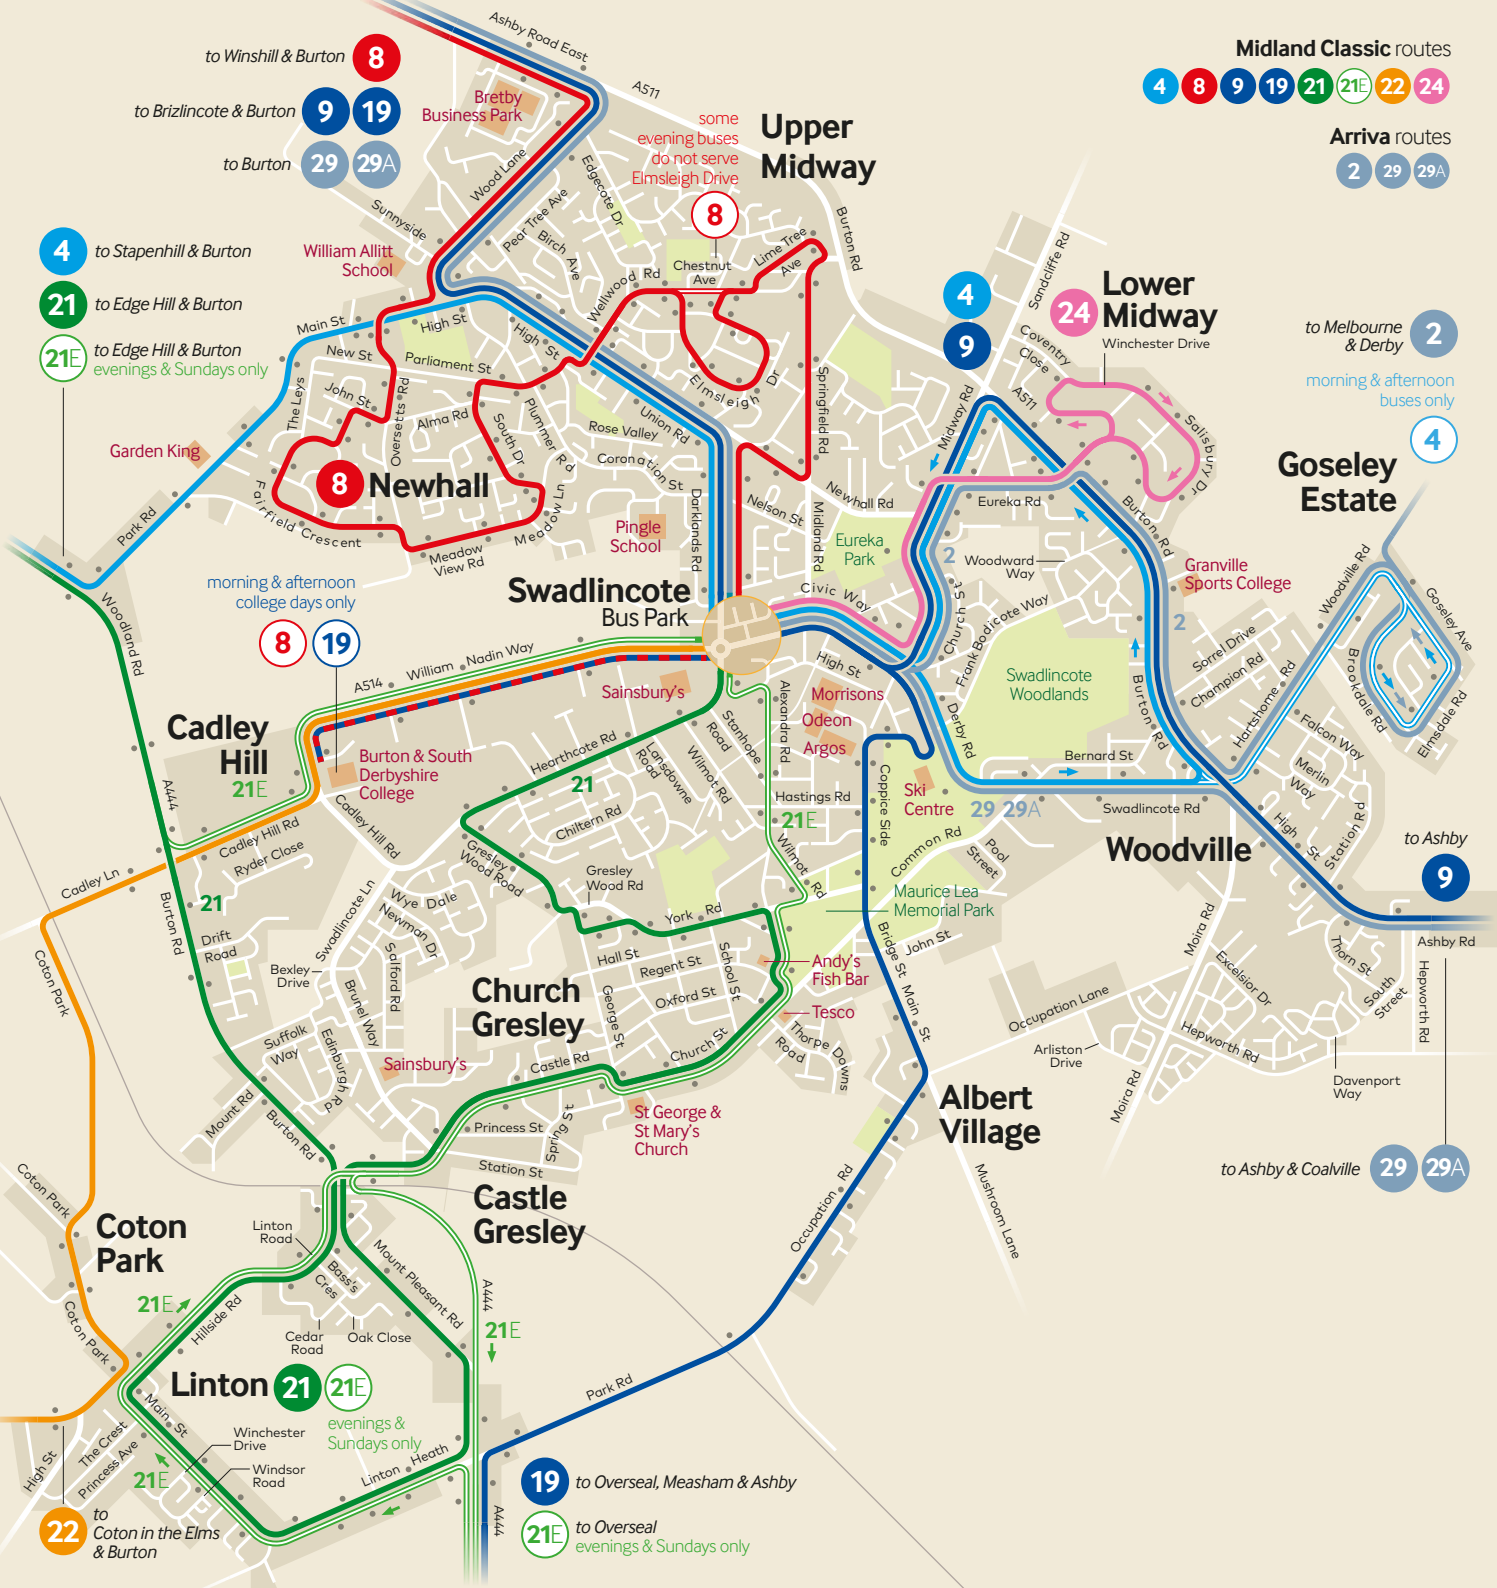 Midland Classic routes
4 8 9 19 21 21E 22 24
Arriva routes
2 29 29A
to Winshill & Burton 8
to Brizlincote & Burton 9 19
to Burton 29 29A
Ashby Road East
A511
Bretby
Business Park
Wood Lane
Sunnyside
Edgecote Dr
Pear Tree Ave
Birch Ave
some
evening buses
do not serve
Elmsleigh Drive
8
Upper
Midway
Burton Rd
4 to Stapenhill & Burton
21 to Edge Hill & Burton
21E to Edge Hill & Burton
evenings & Sundays only
William Allitt
School
Wellwood Rd
Chestnut
Ave
Lime Tree
Ave
Main St
High St
High St
New St
Parliament St
John St
The Leys
Oversetts Rd
Alma Rd
South Dr
Plummer Rd
Rose Valley
Union Rd
Coronation St
Elmsleigh Dr
Springfield Rd
Garden King
8 Newhall
Fairfield Crescent
Meadow
View Rd
Meadow Ln
Park Rd
Darklands Rd
Nelson St
Midland Rd
Newhall Rd
Pingle
School
Eureka
Park
Civic Way
4
9
Sandcliffe Rd
24
Lower
Midway
Winchester Drive
Coventry
Close
A511
Midway Rd
Salisbury Dr
Eureka Rd
Burton Rd
Woodward
Way
2
Church St
Frank Bodicote Way
Granville
Sports College
2
to Melbourne
& Derby
2
morning & afternoon
buses only
4
Goseley
Estate
Woodville Rd
Goseley Ave
Brookdale Rd
Elmsdale Rd
Sorrel Drive
Champion Rd
Hartshorne Rd
Falcon Way
Merlin
Way
Station Rd
Woodland Rd
morning & afternoon
college days only
8 19
Swadlincote
Bus Park
A514 William Nadin Way
Sainsbury's
High St
Morrisons
Odeon
Argos
Alexandra Rd
Stanhope
Road
Swadlincote
Woodlands
Burton Rd
Derby Rd
Bernard St
Swadlincote Rd
Ski
Centre
29 29A
Cadley
Hill
21E
Burton & South
Derbyshire
College
A444
Hearthcote Rd
21
Lansdowne
Road
Wilmot Rd
Hastings Rd
21E
Wilmot Rd
Chiltern Rd
Coppice Side
Common Rd
Pool
Street
Woodville
High St
to Ashby
9
Cadley Hill Rd
Ryder Close
Cadley Hill Rd
Cadley Ln
Gresley
Wood Road
Gresley
Wood Rd
York Rd
Maurice Lea
Memorial Park
21
Burton Rd
Swadlincote Ln
Wye Dale
Newman Dr
Salford Rd
Drift
Road
Bexley
Drive
Brunel Way
Hall St
Regent St
Oxford St
School St
George St
Andy's
Fish Bar
Tesco
Bridge St
John St
Main St
Moira Rd
Excelsior Dr
Thorn St
South
Street
Ashby Rd
Hepworth Rd
Occupation Lane
Arliston
Drive
Hepworth Rd
Davenport
Way
Moira Rd
Coton Park
Church
Gresley
Suffolk
Way
Edinburgh Rd
Sainsbury's
Castle Rd
Church St
Thorpe Downs
Road
Mount Rd
Burton Rd
Princess St
Spring St
Station St
St George &
St Mary's
Church
Albert
Village
Mushroom Lane
Occupation Rd
to Ashby & Coalville 29 29A
Coton Park
Coton
Park
Linton
Road
Castle
Gresley
Bass's
Cres
Mount Pleasant Rd
A444
21E
Coton Park
21E
Hillside Rd
Cedar
Road
Oak Close
Linton 21 21E
evenings &
Sundays only
Park Rd
Main St
The Crest
Princess Ave
High St
Winchester
Drive
Windsor
Road
21E
Linton Heath
A444
22 to
Coton in the Elms
& Burton
19 to Overseal, Measham & Ashby
21E to Overseal
evenings & Sundays only